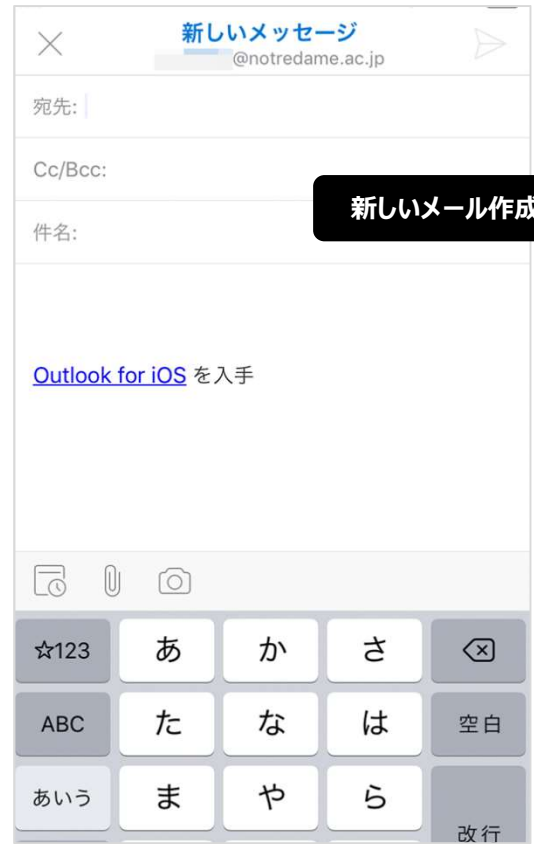 新しいメッセージ
@notredame.ac.jp
宛先:
Cc/Bcc:
新しいメール作成
件名:
Outlook for iOS を入手
☆123 あ か さ
ABC た な は 空白
あいう ま や ら
改行